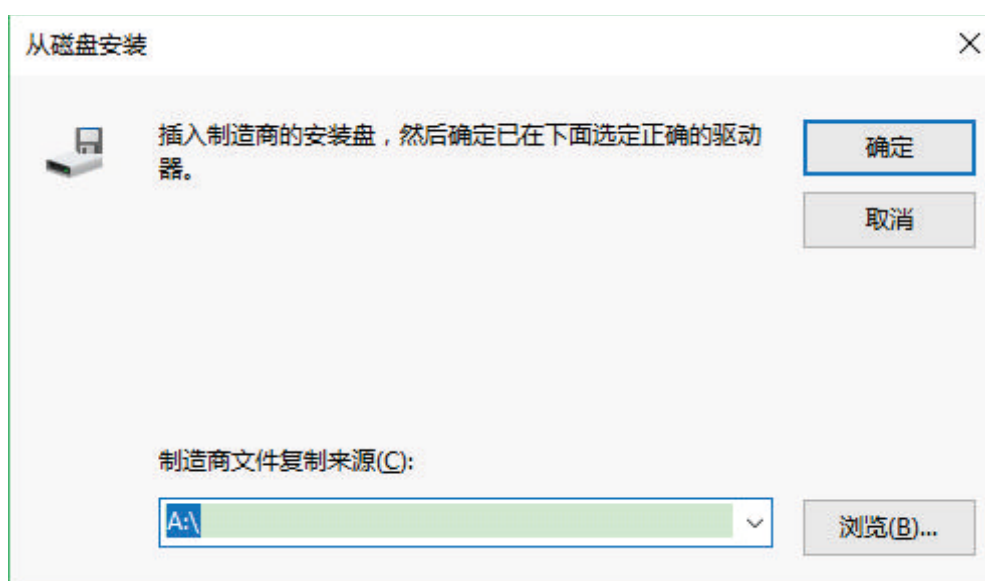 从磁盘安装
插入制造商的安装盘，然后确定已在下面选定正确的驱动
器。
确定
取消
制造商文件复制来源(C):
A:\
浏览(B)...